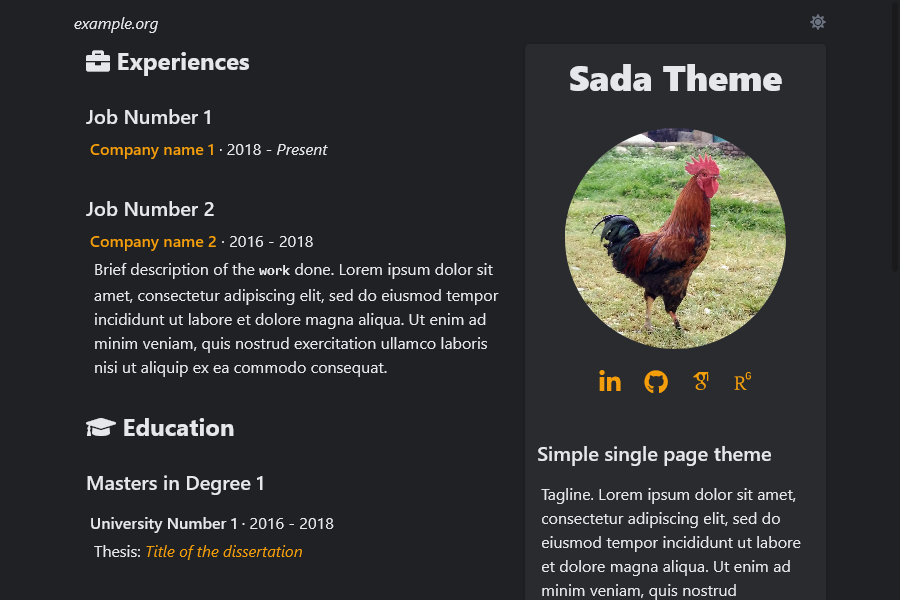 example.org
Experiences
Job Number 1
Company name 1 · 2018 - Present
Job Number 2
Company name 2 · 2016 - 2018
Brief description of the work done. Lorem ipsum dolor sit
amet, consectetur adipiscing elit, sed do eiusmod tempor
incididunt ut labore et dolore magna aliqua. Ut enim ad
minim veniam, quis nostrud exercitation ullamco laboris
nisi ut aliquip ex ea commodo consequat.
Education
Masters in Degree 1
University Number 1 · 2016 - 2018
Thesis: Title of the dissertation
Sada Theme
in
g
RG
Simple single page theme
Tagline. Lorem ipsum dolor sit amet,
consectetur adipiscing elit, sed do
eiusmod tempor incididunt ut labore
et dolore magna aliqua. Ut enim ad
minim veniam, quis nostrud